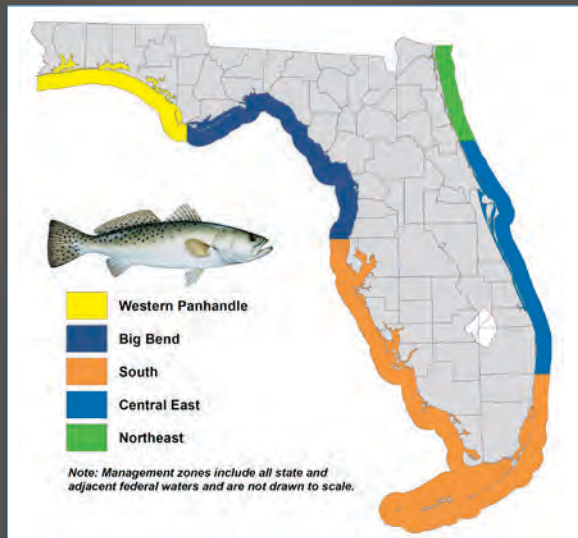 Western Panhandle
Big Bend
South
Central East
Northeast
Note: Management zones include all state and
adjacent federal waters and are not drawn to scale.